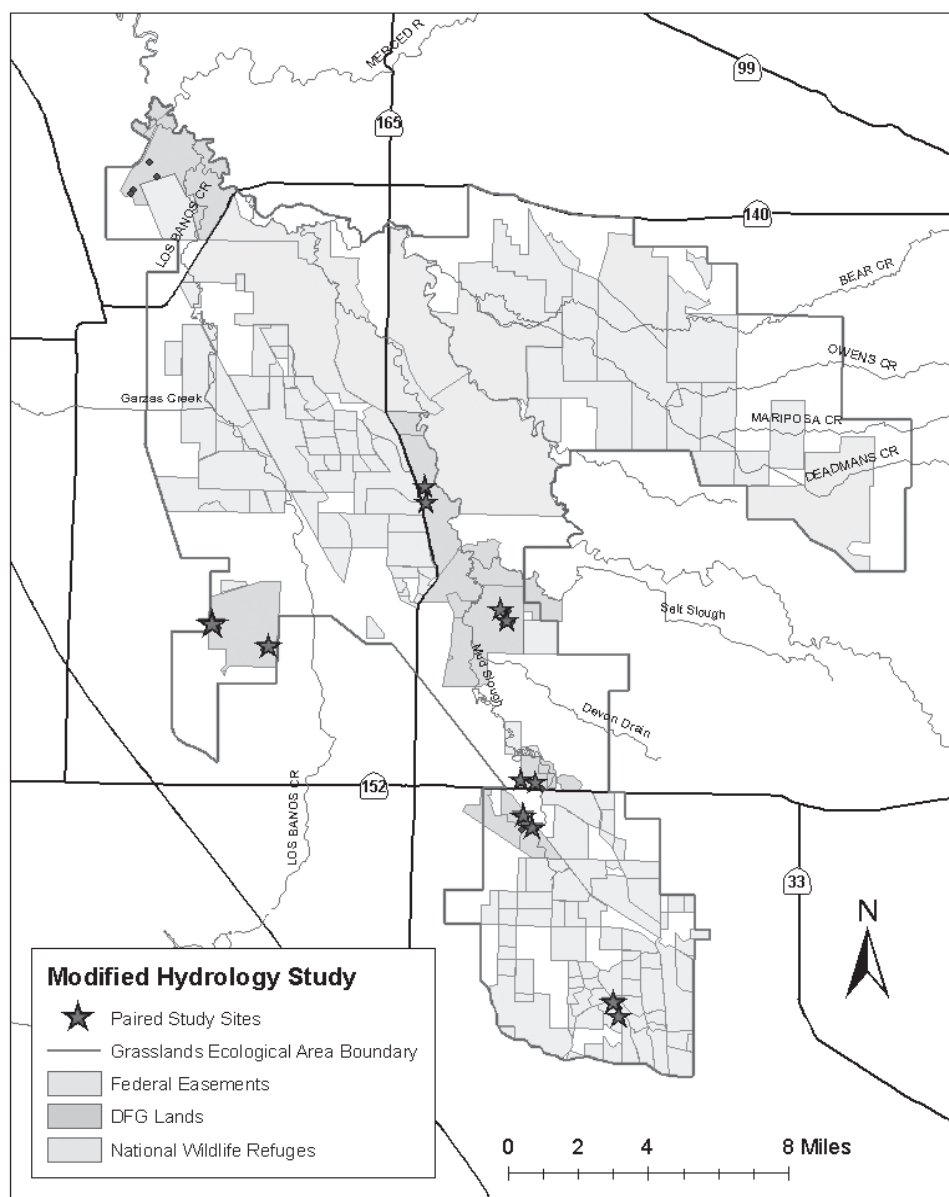 MERCED R
99
165
LOS BANOS CR
140
BEAR CR
OWENS CR
Garzas Creek
MARIPOSA CR
DEADMANS CR
Salt Slough
Mud Slough
Devon Drain
152
LOS BANOS CR
33
N
Modified Hydrology Study
Paired Study Sites
Grasslands Ecological Area Boundary
Federal Easements
DFG Lands
National Wildlife Refuges
0 2 4 8 Miles